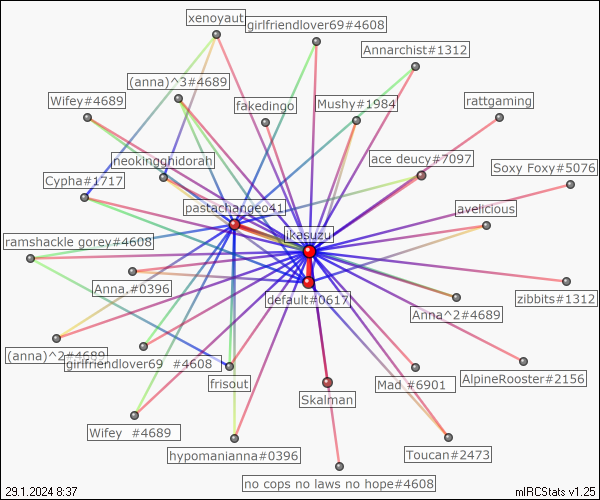 xenoyaut
girlfriendlover69#4608
Annarchist#1312
(anna)^3#4689
Wifey#4689
fakedingo
Mushy#1984
rattgaming
neokingghidorah
ace deucy#7097
Soxy Foxy#5076
Cypha#1717
pastachangeo41
avelicious
ikasuzu
ramshackle gorey#4608
Anna,#0396
default#0617
zibbits#1312
Anna^2#4689
(anna)^2#4689
girlfriendlover69 #4608
frisout
Mad #6901
AlpineRooster#2156
Skalman
Wifey #4689
hypomanianna#0396
Toucan#2473
no cops no laws no hope#4608
29.1.2024 8:37
mIRCStats v1.25